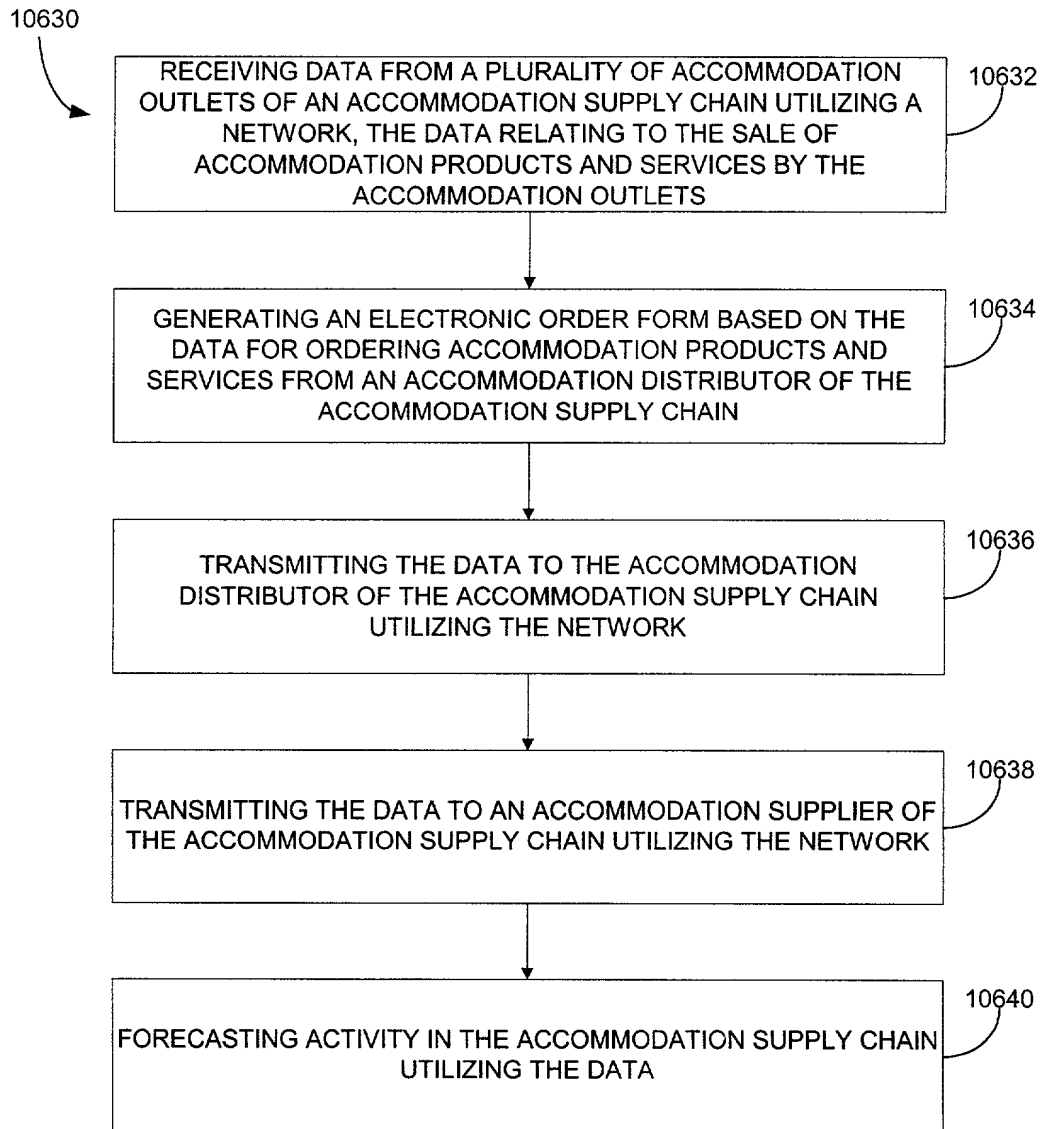 10630
RECEIVING DATA FROM A PLURALITY OF ACCOMMODATION
OUTLETS OF AN ACCOMMODATION SUPPLY CHAIN UTILIZING A
NETWORK, THE DATA RELATING TO THE SALE OF
ACCOMMODATION PRODUCTS AND SERVICES BY THE
ACCOMMODATION OUTLETS
10632
GENERATING AN ELECTRONIC ORDER FORM BASED ON THE
DATA FOR ORDERING ACCOMMODATION PRODUCTS AND
SERVICES FROM AN ACCOMMODATION DISTRIBUTOR OF THE
ACCOMMODATION SUPPLY CHAIN
10634
TRANSMITTING THE DATA TO THE ACCOMMODATION
DISTRIBUTOR OF THE ACCOMMODATION SUPPLY CHAIN
UTILIZING THE NETWORK
10636
TRANSMITTING THE DATA TO AN ACCOMMODATION SUPPLIER OF
THE ACCOMMODATION SUPPLY CHAIN UTILIZING THE NETWORK
10638
FORECASTING ACTIVITY IN THE ACCOMMODATION SUPPLY CHAIN
UTILIZING THE DATA
10640